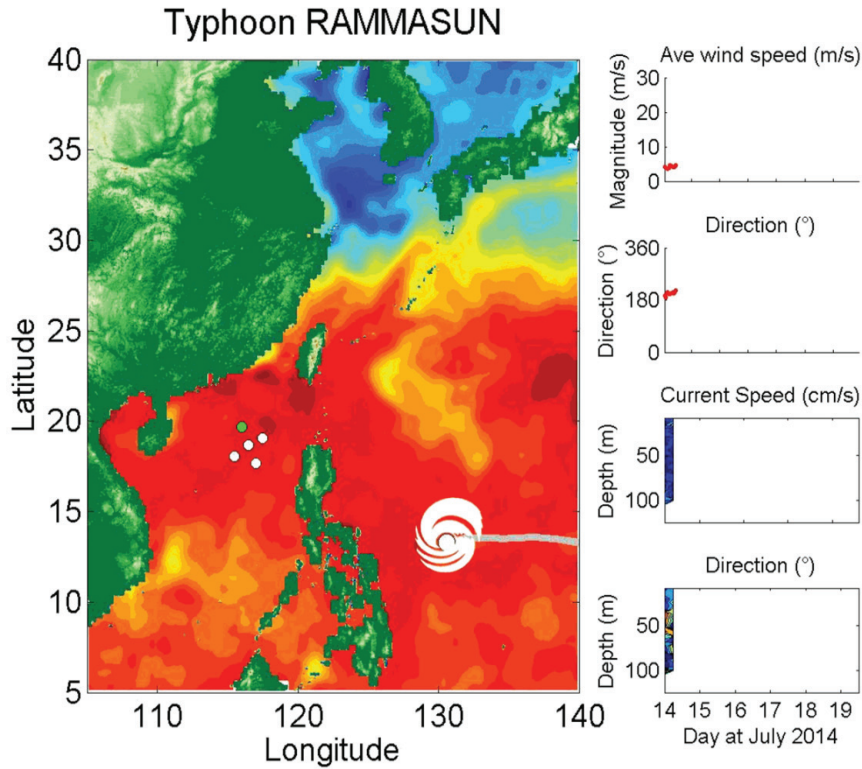 Typhoon RAMMASUN
40
35
30
25
20
15
10
5
Latitude
110 120 130 140
Longitude
Ave wind speed (m/s)
30
20
10
0
Magnitude (m/s)
Direction (°)
360
180
0
Direction (°)
Current Speed (cm/s)
50
100
Depth (m)
Direction (°)
50
100
Depth (m)
14 15 16 17 18 19
Day at July 2014